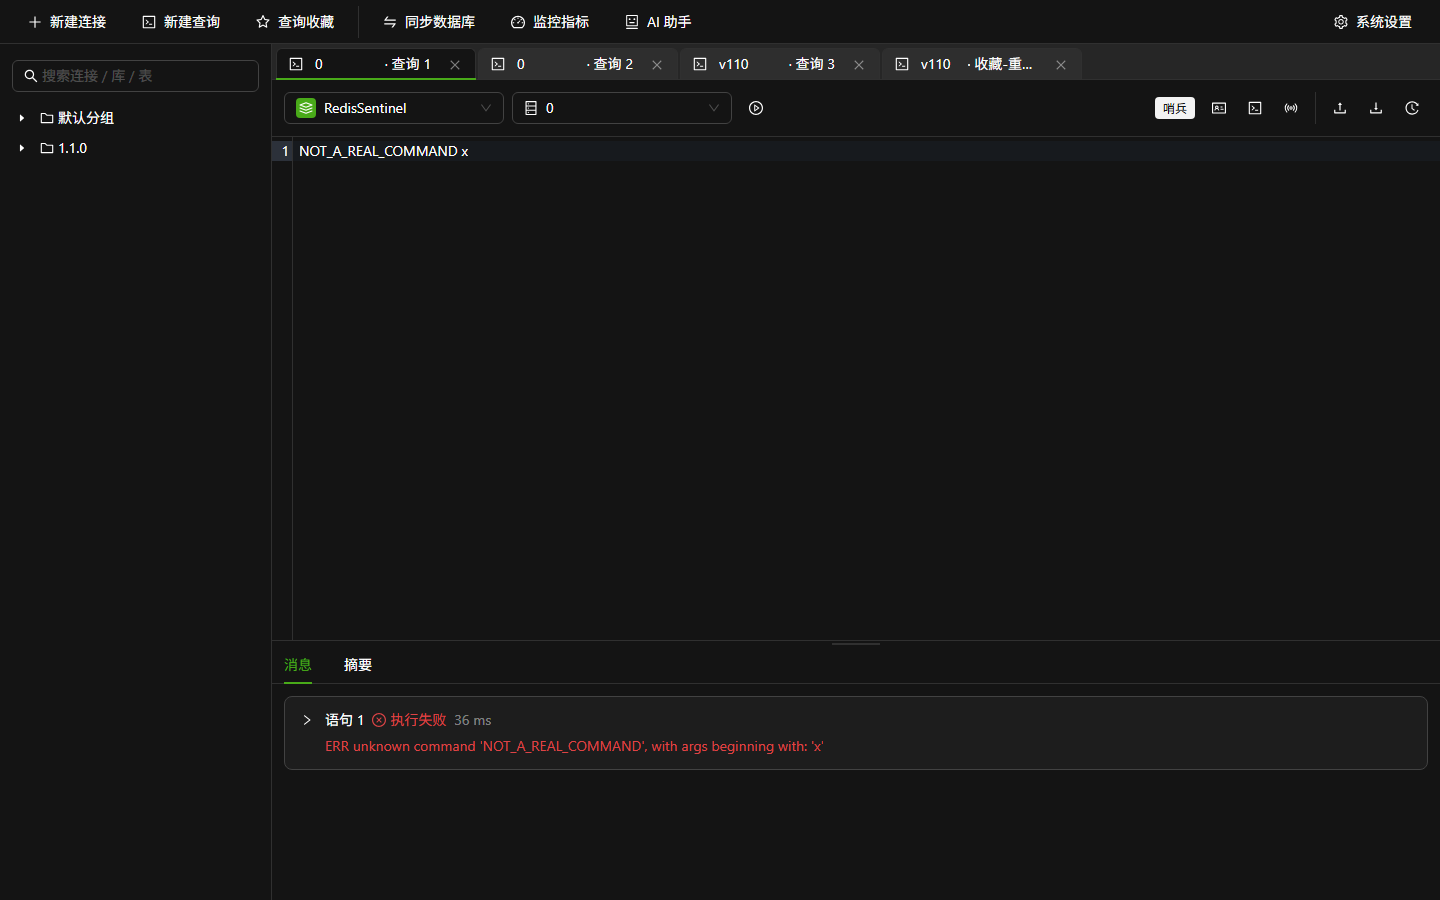 新建连接 新建查询 查询收藏 同步数据库 监控指标 AI 助手 系统设置
搜索连接 / 库 / 表
默认分组
1.1.0
0 · 查询 1 0 · 查询 2 v110 · 查询 3 v110 · 收藏-重...
RedisSentinel 0 哨兵
1 NOT_A_REAL_COMMAND x
消息 摘要
语句 1 执行失败 36 ms
ERR unknown command 'NOT_A_REAL_COMMAND', with args beginning with: 'x'